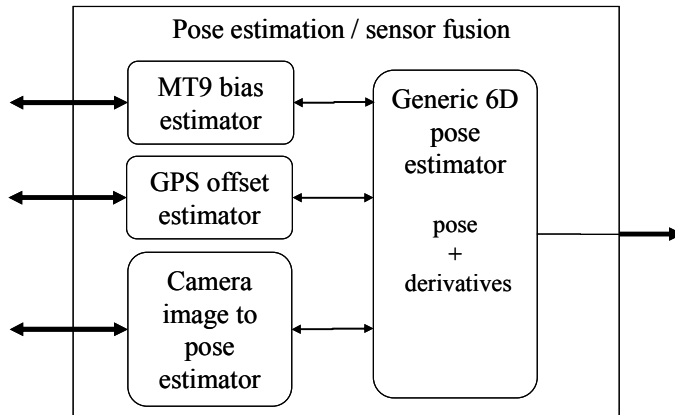 Pose estimation / sensor fusion
MT9 bias
estimator
GPS offset
estimator
Camera
image to
pose
estimator
Generic 6D
pose
estimator
pose
+
derivatives